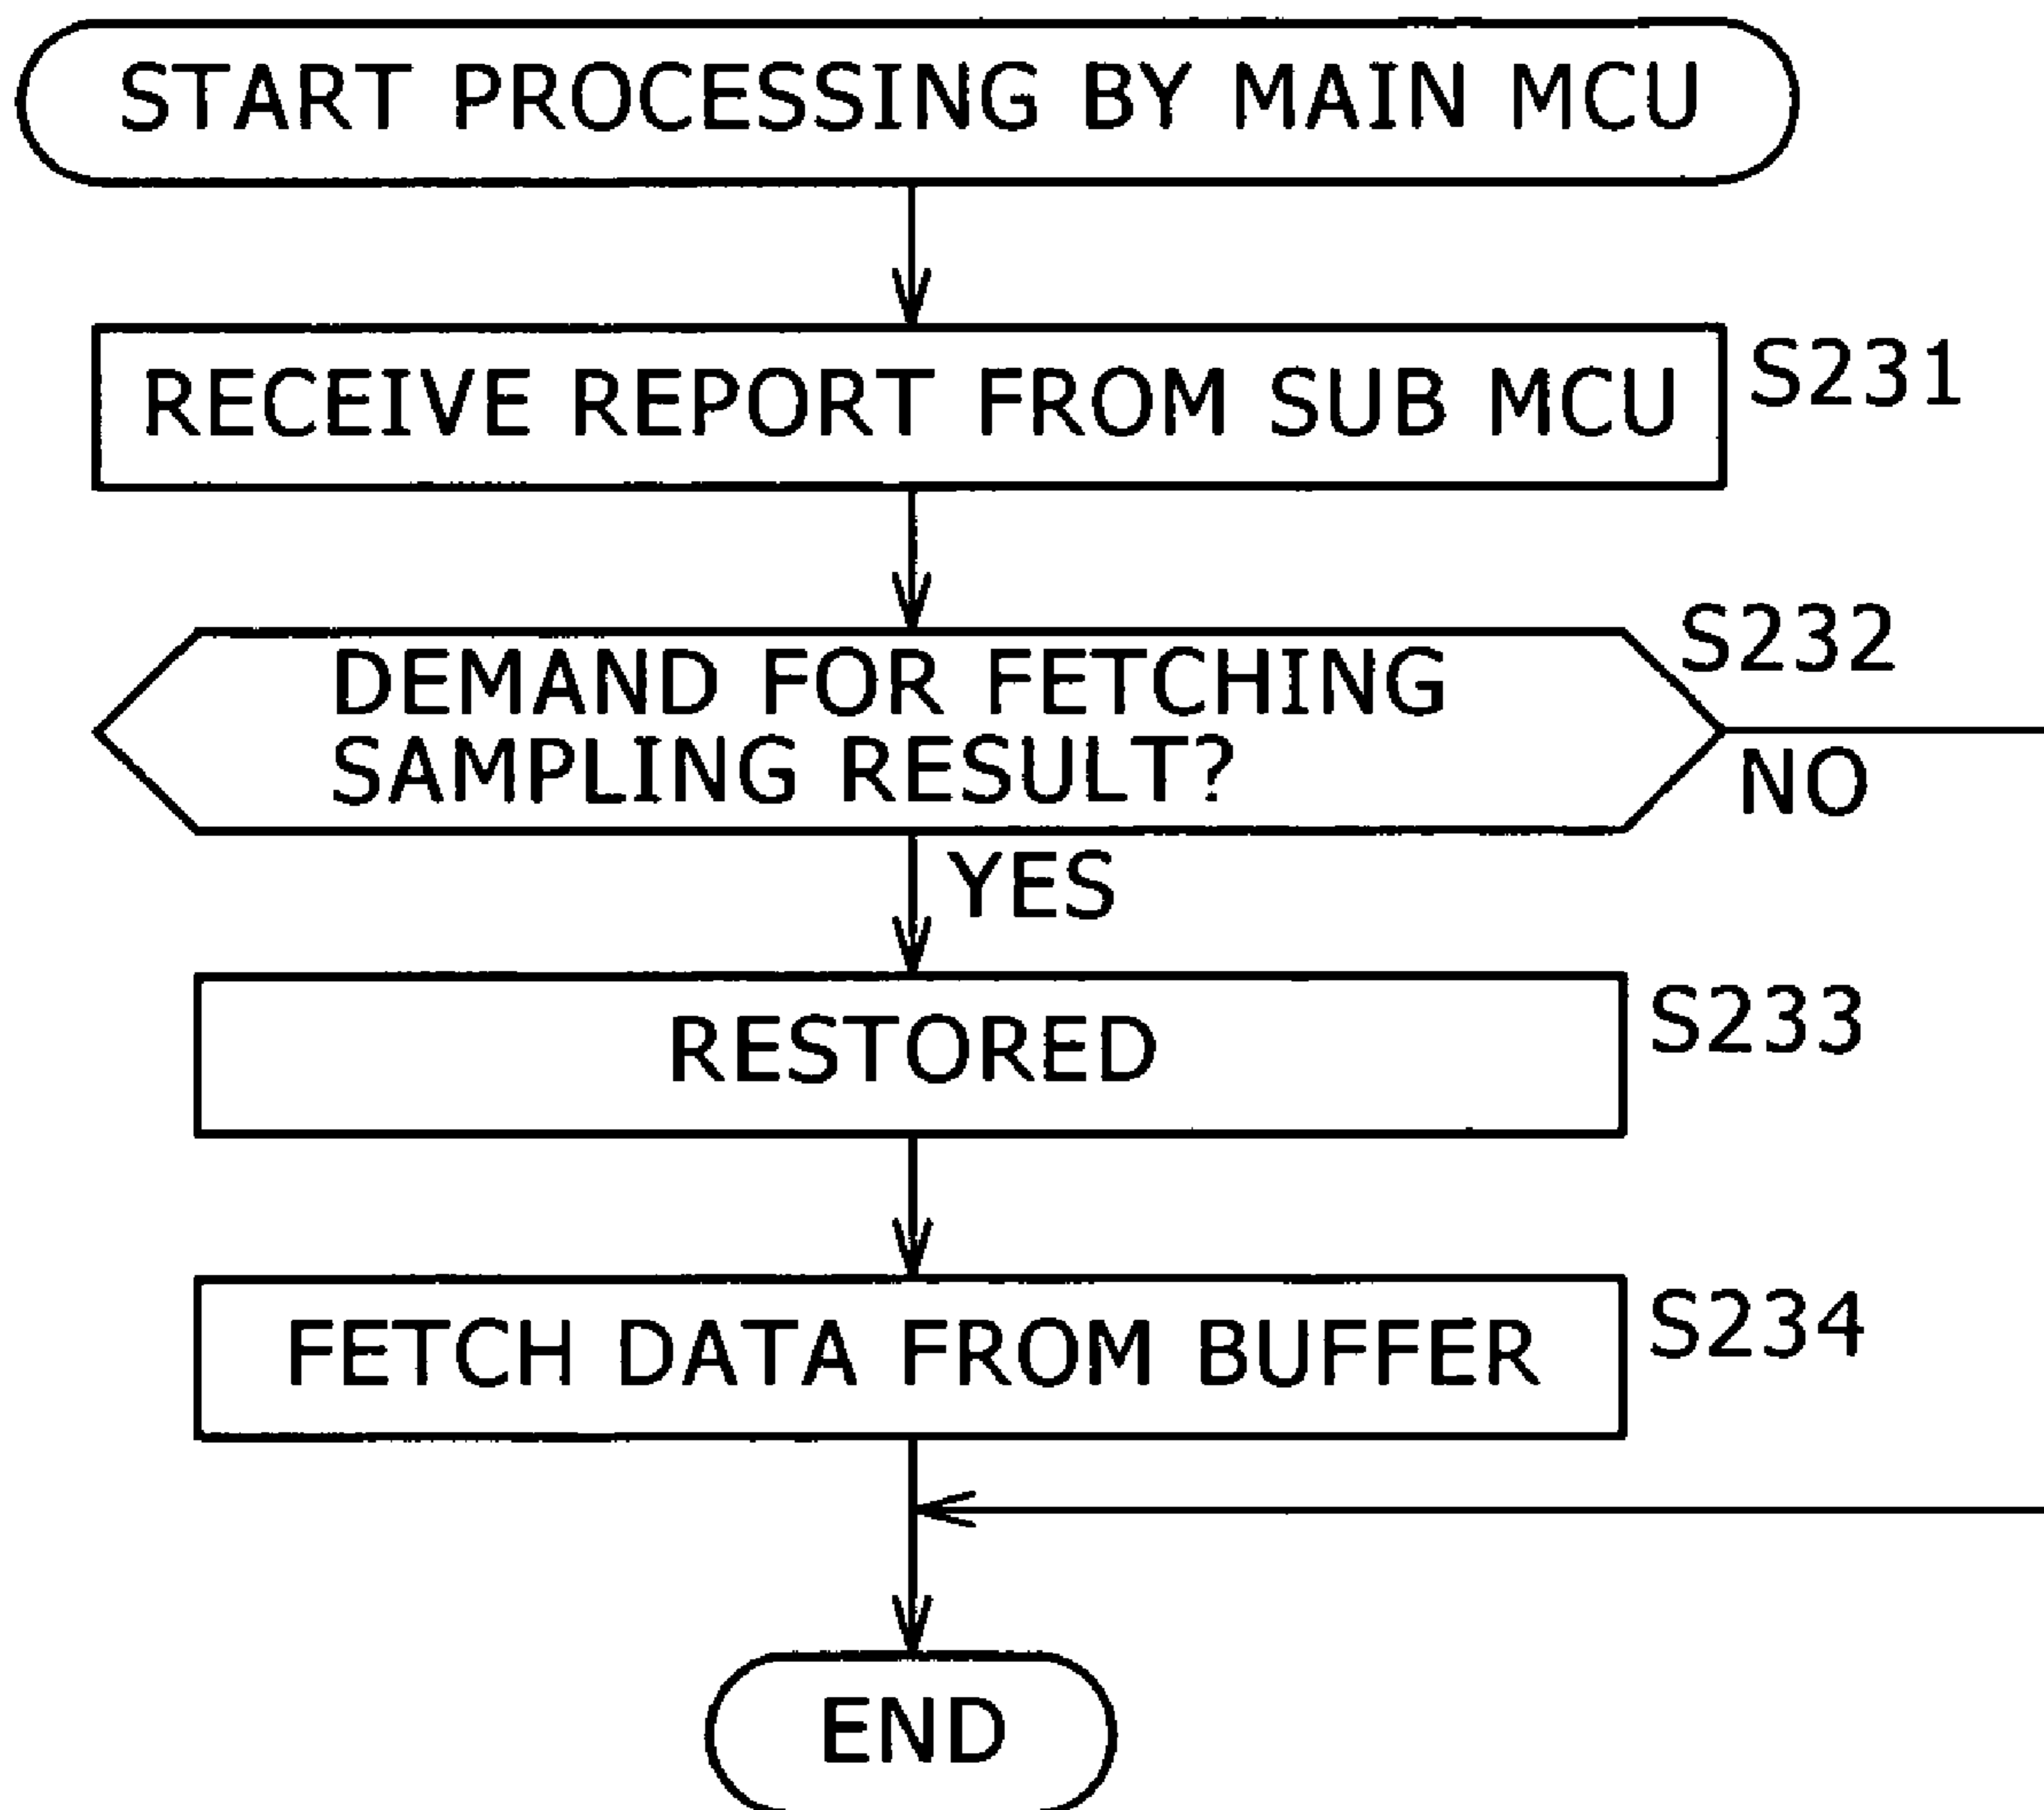 START PROCESSING BY MAIN MCU
RECEIVE REPORT FROM SUB MCU
S231
S232
DEMAND FOR FETCHING
SAMPLING RESULT?
NO
YES
RESTORED
S233
FETCH DATA FROM BUFFER
S234
END